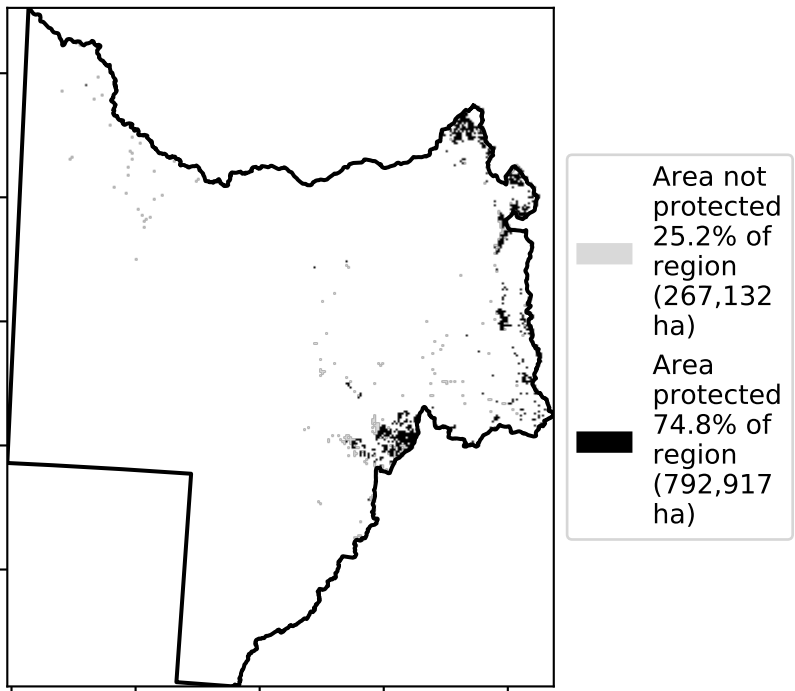 Area not
protected
25.2% of
region
(267,132
ha)
Area
protected
74.8% of
region
(792,917
ha)